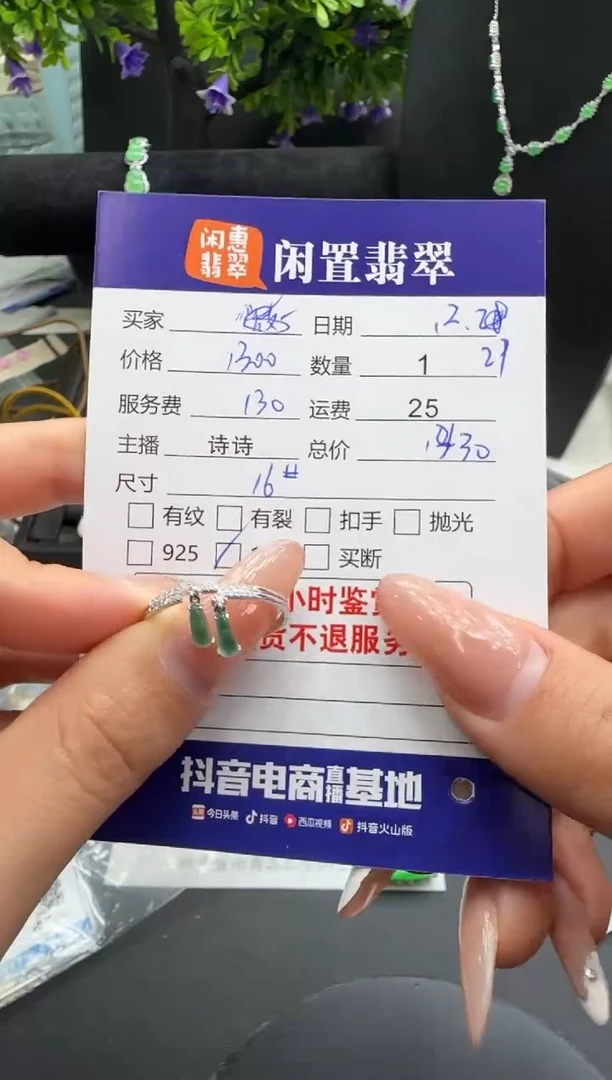 闲惠
翡翠
闲置翡翠
买家 日期 12.28
价格 1300 数量 1 29
服务费 130 运费 25
主播 诗诗 总价 1430
尺寸 16#
有纹 有裂 扣手 抛光
925 买断
小时鉴赏
货不退服务
抖音电商直播基地
头条 今日头条 抖音 西瓜视频 抖音火山版